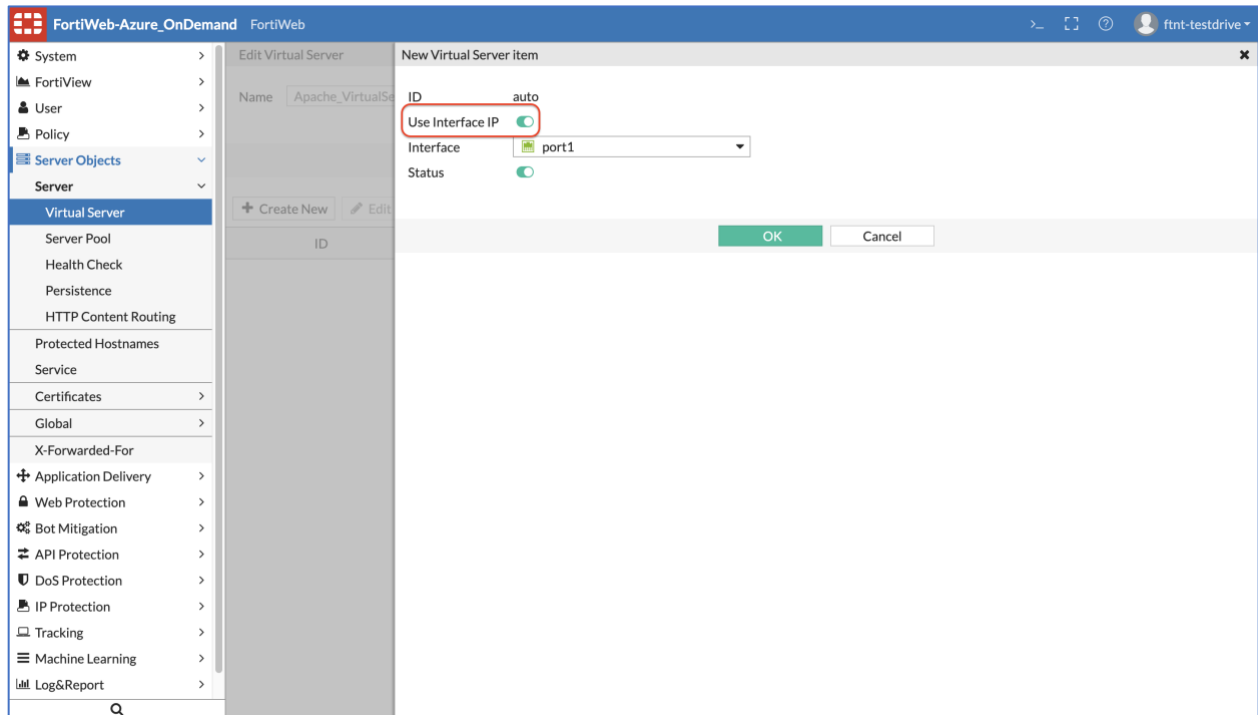 FortiWeb-Azure_OnDemand FortiWeb
>_ ftnt-testdrive
System
FortiView
User
Policy
Server Objects
Server
Virtual Server
Server Pool
Health Check
Persistence
HTTP Content Routing
Protected Hostnames
Service
Certificates
Global
X-Forwarded-For
Application Delivery
Web Protection
Bot Mitigation
API Protection
DoS Protection
IP Protection
Tracking
Machine Learning
Log&Report
Edit Virtual Server
Name Apache_VirtualSe
+ Create New Edit
ID
New Virtual Server item
ID auto
Use Interface IP
Interface port1
Status
OK Cancel